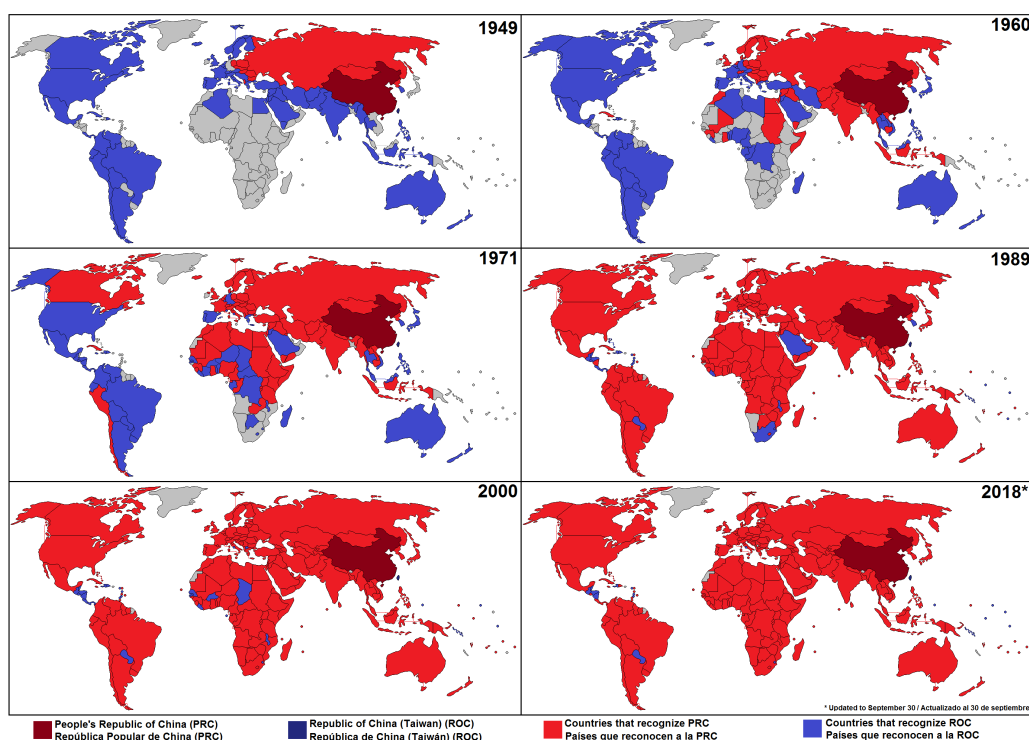 1949
1960
1971
1989
2000
2018*
* Updated to September 30 / Actualizado al 30 de septiembre
People's Republic of China (PRC)
República Popular de China (PRC)
Republic of China (Taiwan) (ROC)
República de China (Taiwán) (ROC)
Countries that recognize PRC
Países que reconocen a la PRC
Countries that recognize ROC
Países que reconocen a la ROC